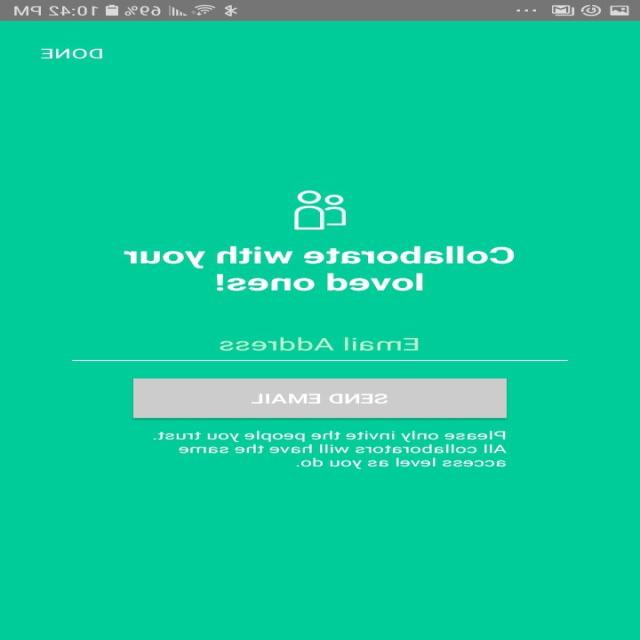 69% 10:42 PM
DONE
Collaborate with your
loved ones!
Email Address
SEND EMAIL
Please only invite the people you trust.
All collaborators will have the same
access level as you do.